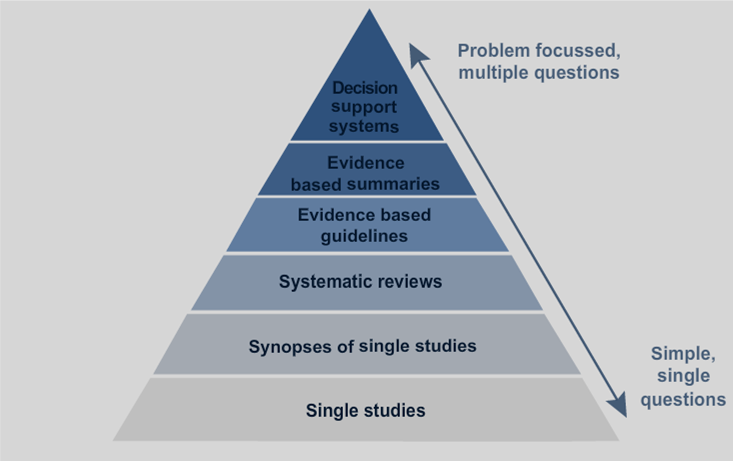 Problem focussed,
multiple questions
Decision
support
systems
Evidence
based summaries
Evidence based
guidelines
Systematic reviews
Synopses of single studies
Single studies
Simple,
single
questions